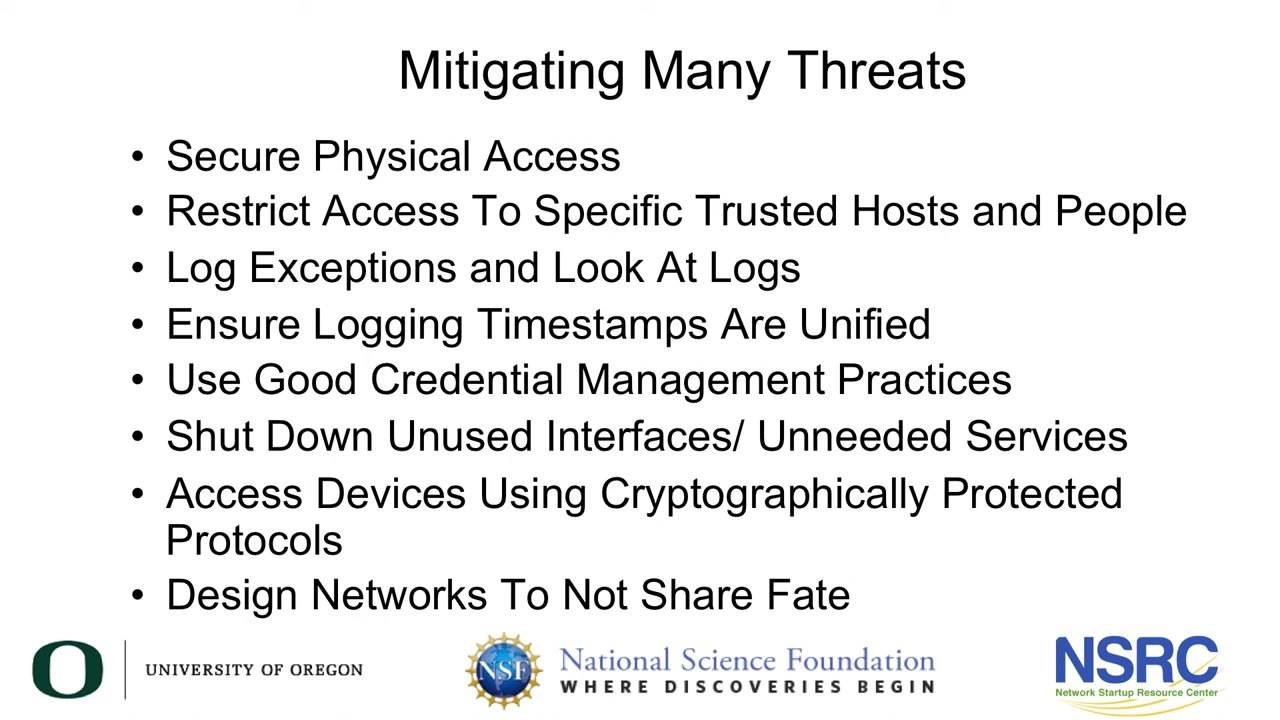 Mitigating Many Threats
• Secure Physical Access
• Restrict Access To Specific Trusted Hosts and People
• Log Exceptions and Look At Logs
• Ensure Logging Timestamps Are Unified
• Use Good Credential Management Practices
• Shut Down Unused Interfaces/ Unneeded Services
• Access Devices Using Cryptographically Protected
Protocols
• Design Networks To Not Share Fate
O
UNIVERSITY OF OREGON
NSF
National Science Foundation
WHERE DISCOVERIES BEGIN
NSRC
Network Startup Resource Center